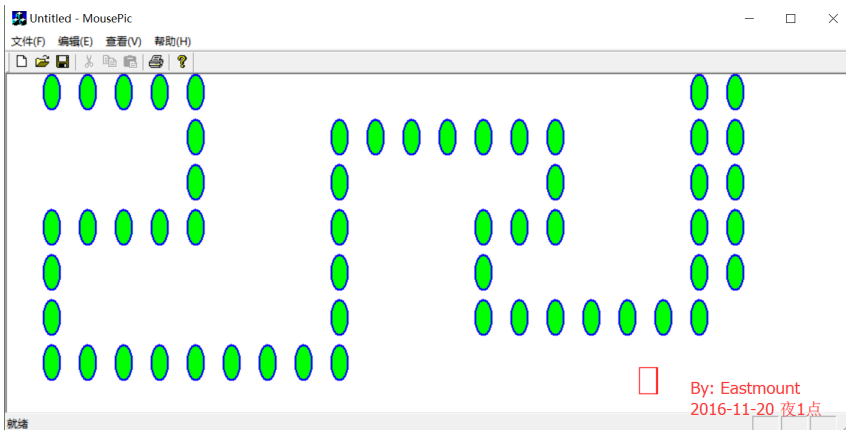 Untitled - MousePic
文件(F) 编辑(E) 查看(V) 帮助(H)
By: Eastmount
2016-11-20 夜1点
就绪